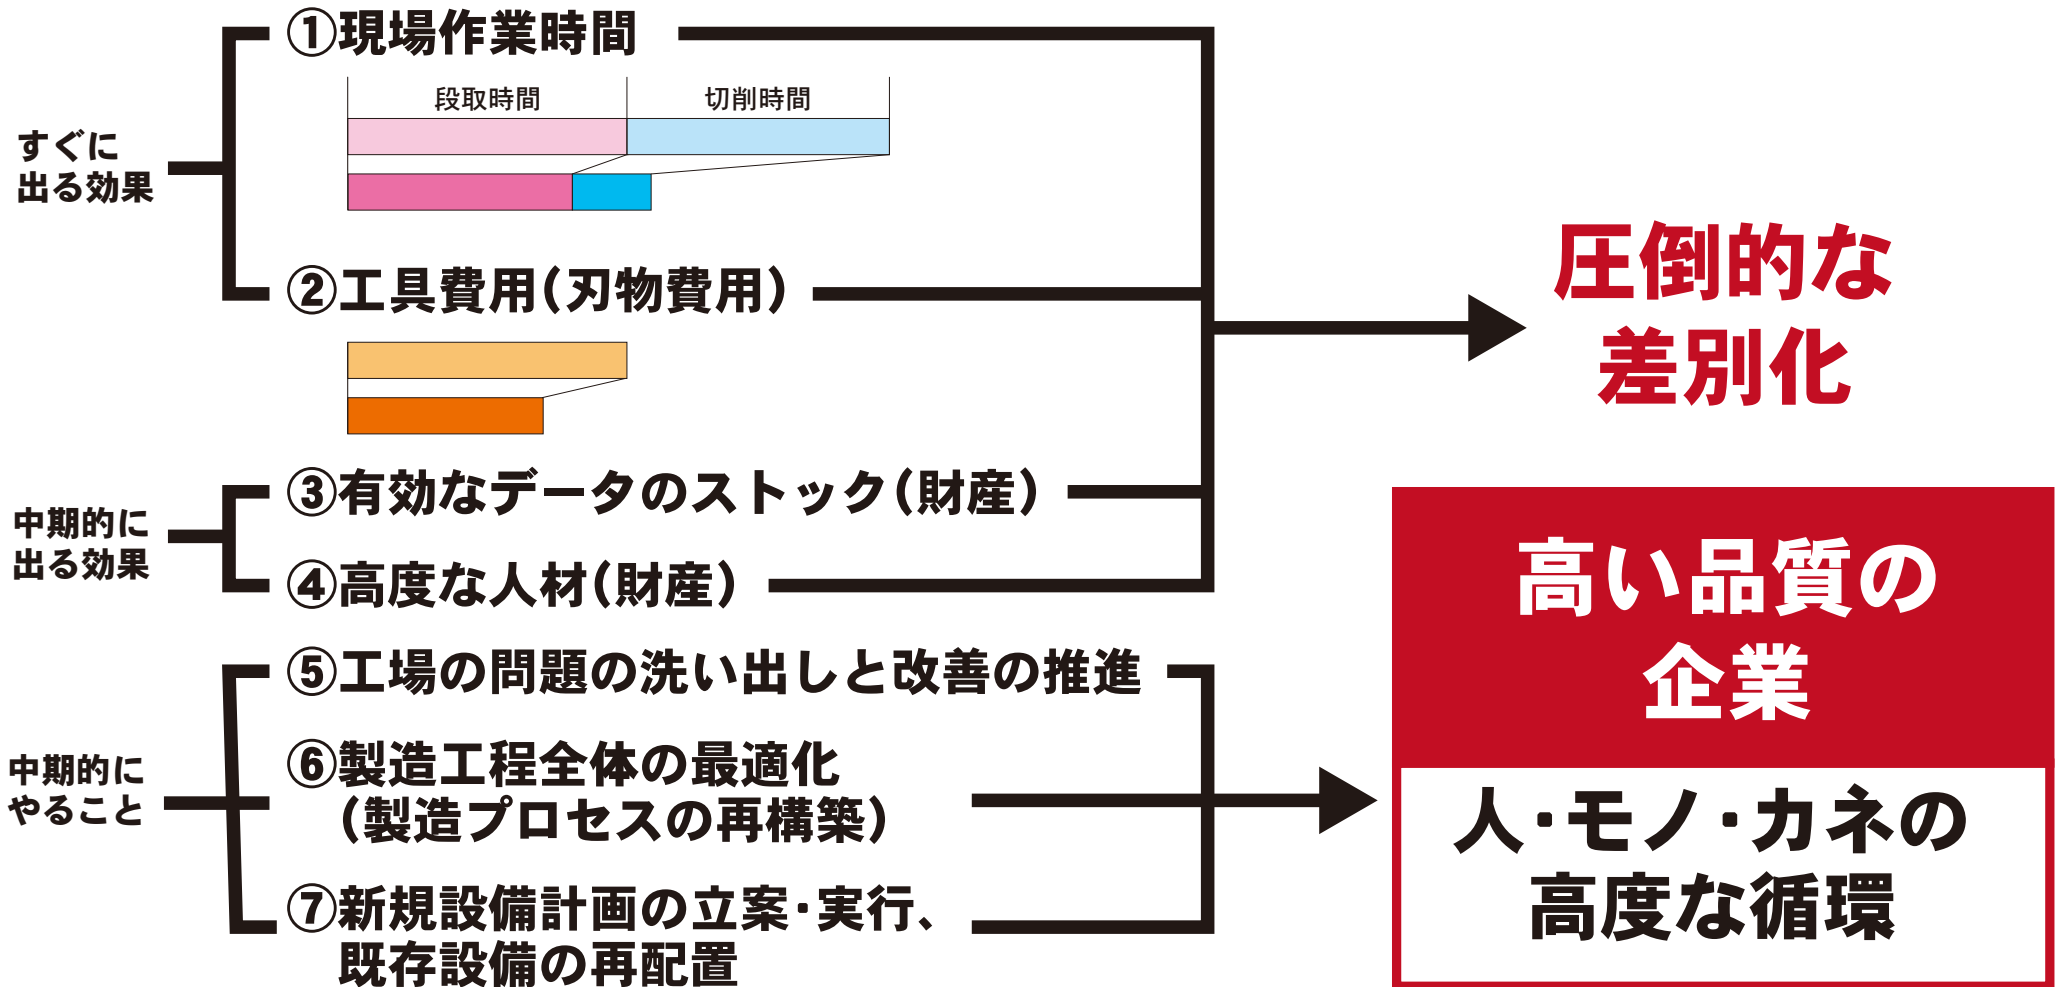 すぐに
出る効果
①現場作業時間
段取時間
切削時間
②工具費用(刃物費用)
中期的に
出る効果
③有効なデータのストック(財産)
④高度な人材(財産)
圧倒的な
差別化
中期的に
やること
⑤工場の問題の洗い出しと改善の推進
⑥製造工程全体の最適化
(製造プロセスの再構築)
⑦新規設備計画の立案・実行、
既存設備の再配置
高い品質の
企業
人・モノ・カネの
高度な循環